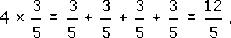 4 × 3/5 = 3/5 + 3/5 + 3/5 + 3/5 = 12/5 .